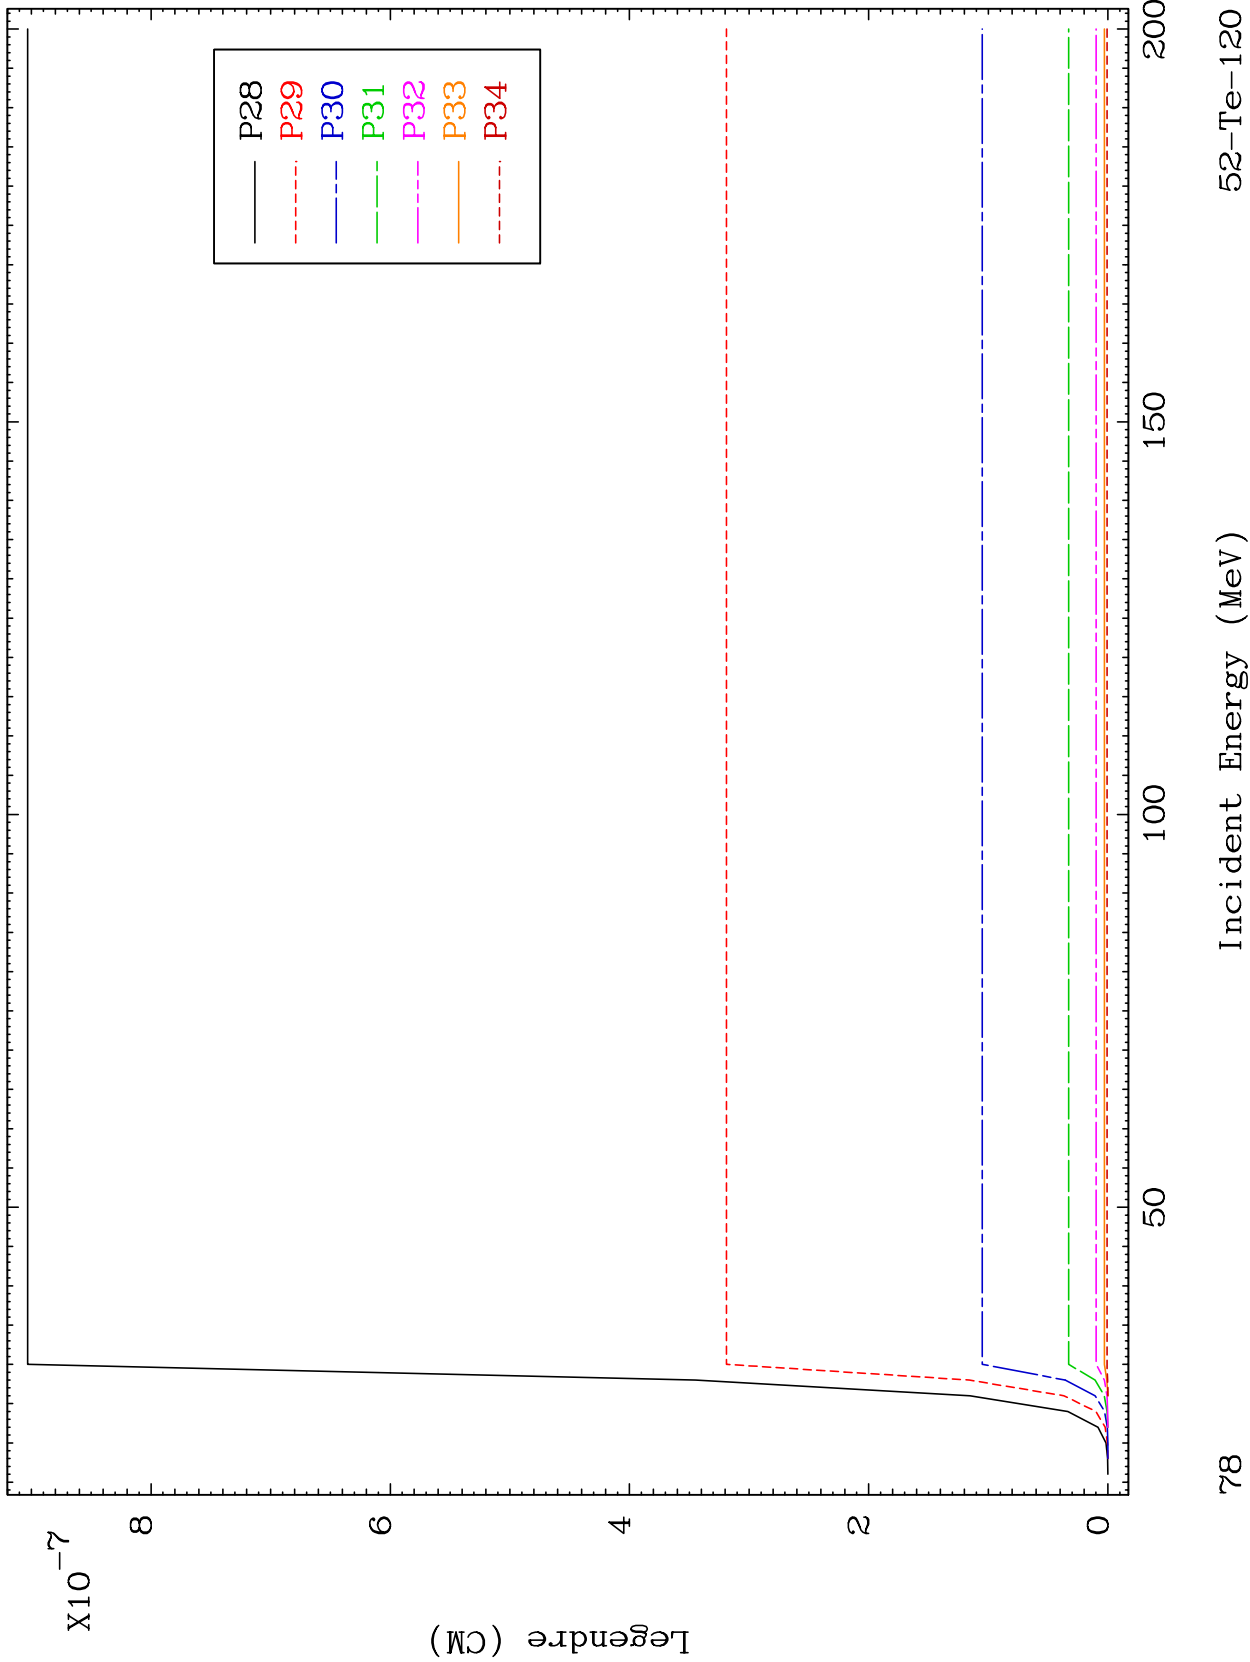 X10-7
8
6
4
2
0
Legendre (CM)
P28
P29
P30
P31
P32
P33
P34
50
100
150
200
Incident Energy (MeV)
78
52-Te-120